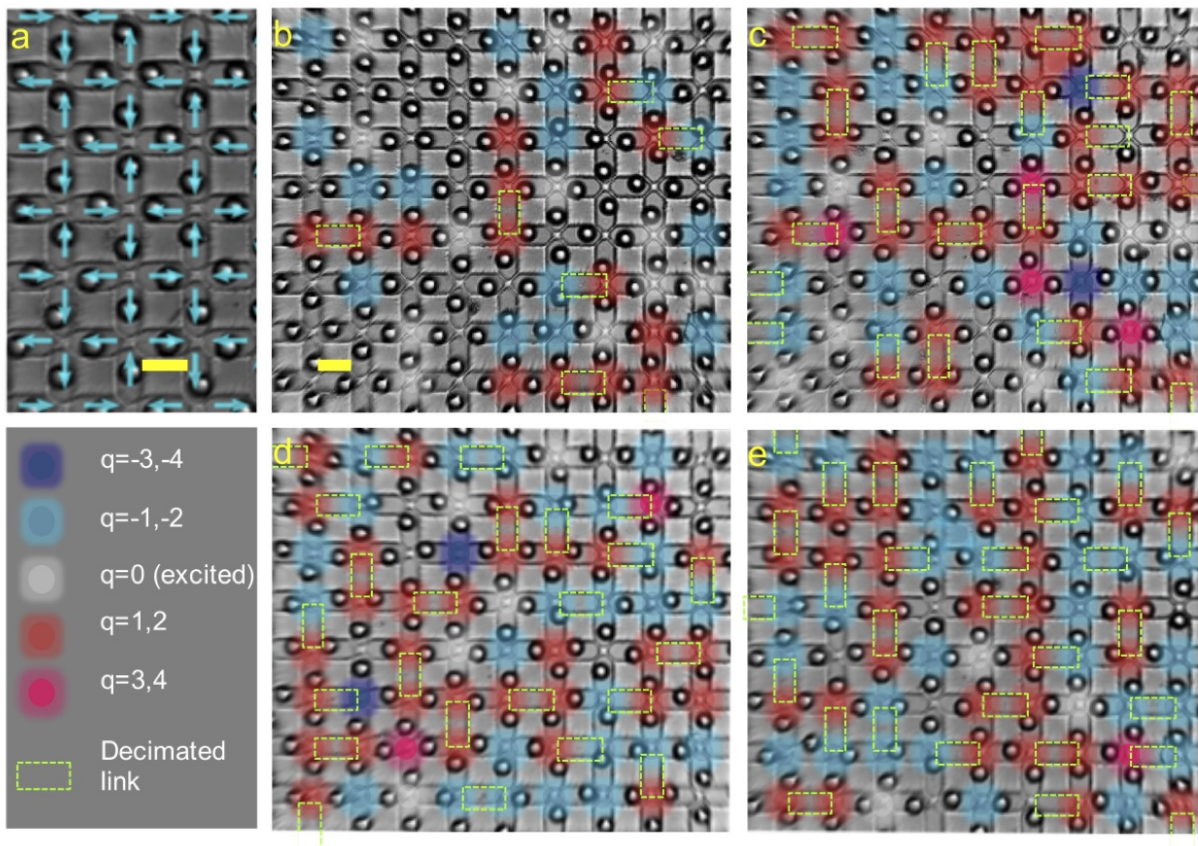 a
b
c
q=-3,-4
q=-1,-2
q=0 (excited)
q=1,2
q=3,4
Decimated
link
d
e